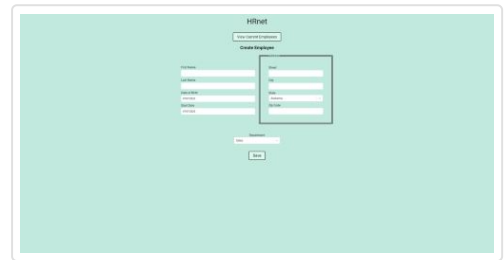 HRnet
View Current Employees
Create Employee
First Name
Last Name
Date of Birth
Start Date
Street
City
State
Zip Code
Department
Sales
Save